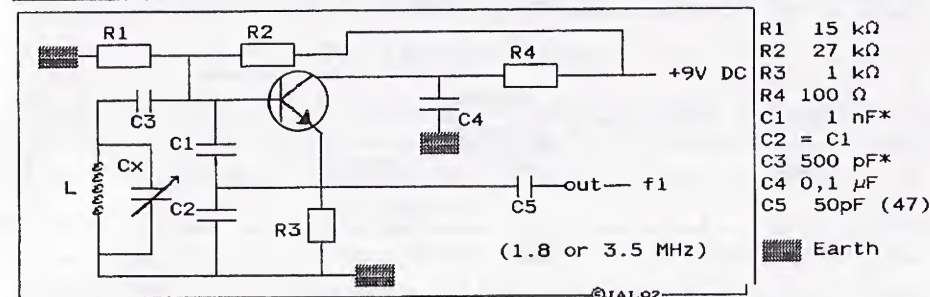 R1
R2
R4
+9V DC
C3
C4
C1
Cx
L
C2
out
f1
C5
R3
(1.8 or 3.5 MHz)
R1 15 kΩ
R2 27 kΩ
R3 1 kΩ
R4 100 Ω
C1 1 nF*
C2 = C1
C3 500 pF*
C4 0,1 µF
C5 50pF (47)
Earth